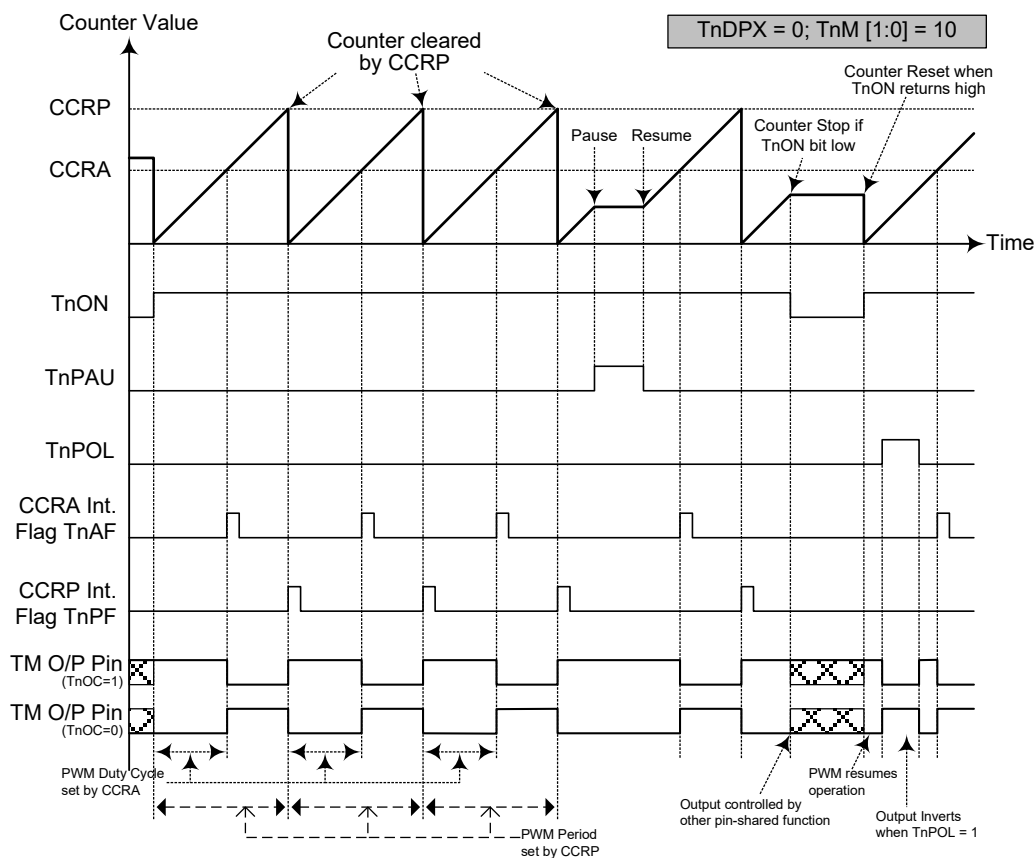 Counter Value
TnDPX = 0; TnM [1:0] = 10
Counter cleared
by CCRP
Counter Reset when
TnON returns high
CCRP
Pause
Resume
Counter Stop if
TnON bit low
CCRA
Time
TnON
TnPAU
TnPOL
CCRA Int.
Flag TnAF
CCRP Int.
Flag TnPF
TM O/P Pin
(TnOC=1)
TM O/P Pin
(TnOC=0)
PWM Duty Cycle
set by CCRA
PWM Period
set by CCRP
Output controlled by
other pin-shared function
PWM resumes
operation
Output Inverts
when TnPOL = 1